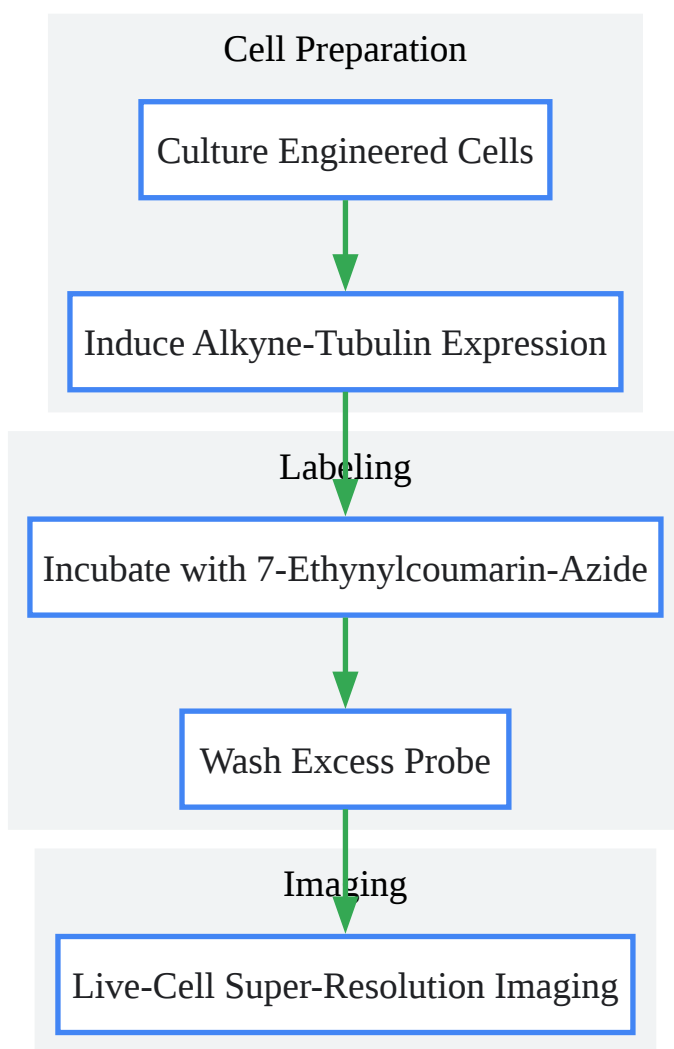 Cell Preparation
Culture Engineered Cells
Induce Alkyne-Tubulin Expression
Labeling
Incubate with 7-Ethynylcoumarin-Azide
Wash Excess Probe
Imaging
Live-Cell Super-Resolution Imaging